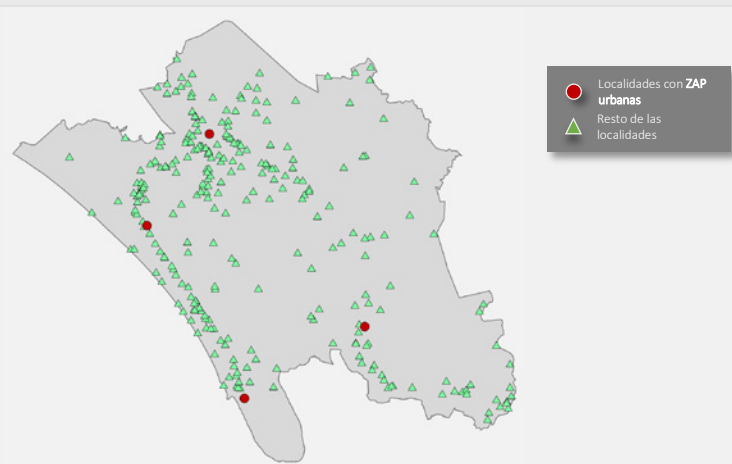 Localidades con ZAP
urbanas
Resto de las
localidades